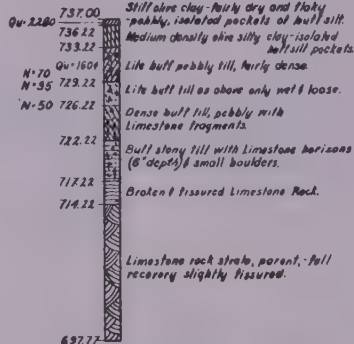 737.00 Stiff olive clay-fairly dry and flaky
Qu=2280 -pebbly, isolated pockets of buff silt.
736.22 Medium density olive silty clay-isolated
733.22 buff silt pockets.
Qu=1601 Lite buff pebbly till, fairly dense.
N=70
N=35 729.22 Lite buff till as above only wet & loose.
N=50 726.22 Dense buff till, pebbly with
Limestone fragments.
722.22 Buff stony till with Limestone horizons
(6" depth) & small boulders.
717.22 Broken & fissured Limestone Rock.
714.22
Limestone rock strata, parent,-full
recovery slightly fissured.
697.77